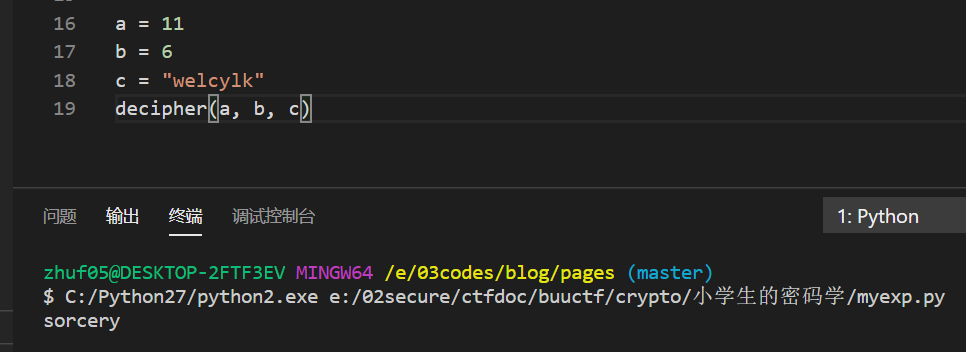 16 a = 11
17 b = 6
18 c = "welcylk"
19 decipher(a, b, c)
问题 输出 终端 调试控制台 1: Python
zhuf05@DESKTOP-2FTF3EV MINGW64 /e/03codes/blog/pages (master)
$ C:/Python27/python2.exe e:/02secure/ctfdoc/buuctf/crypto/小学生的密码学/myexp.py
sorcery